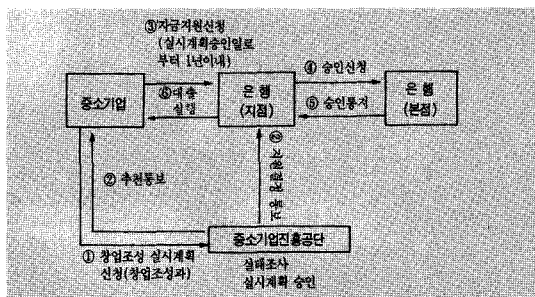 ③자금지원신청
(실시계획승인일로
부터 1년이내)
④ 승인신청
중소기업
⑥대출
실행
은행
(지점)
⑤ 승인통지
은행
(본점)
② 추천통보
② 지원결정 통보
중소기업진흥공단
① 창업조성 실시계획
신청(창업조성과)
실태조사
실시계획 승인